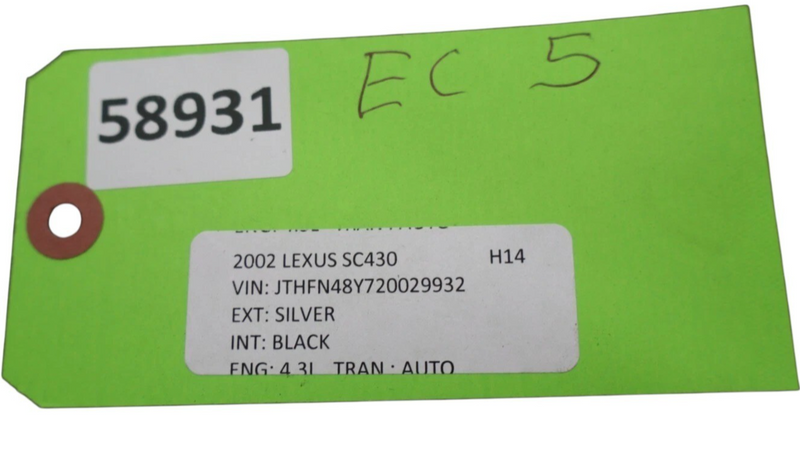 EC 5
58931
2002 LEXUS SC430 H14
VIN: JTHFN48Y720029932
EXT: SILVER
INT: BLACK
ENG: 4.3L TRAN : AUTO